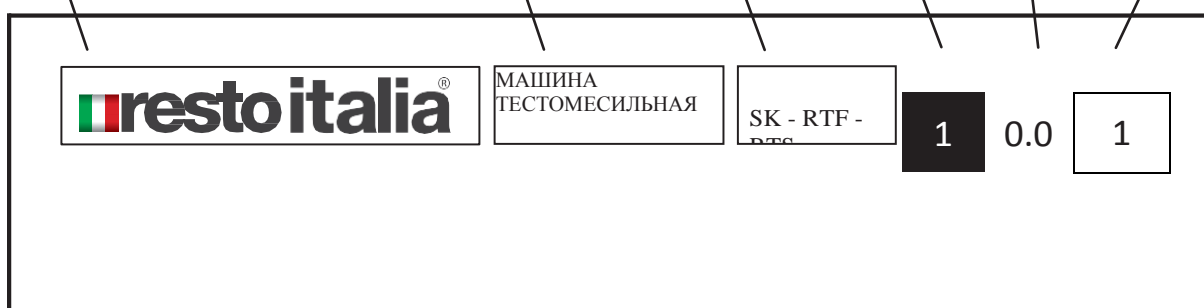 restoitalia®
МАШИНА
ТЕСТОМЕСИЛЬНАЯ
SK - RTF -
1
0.0
1